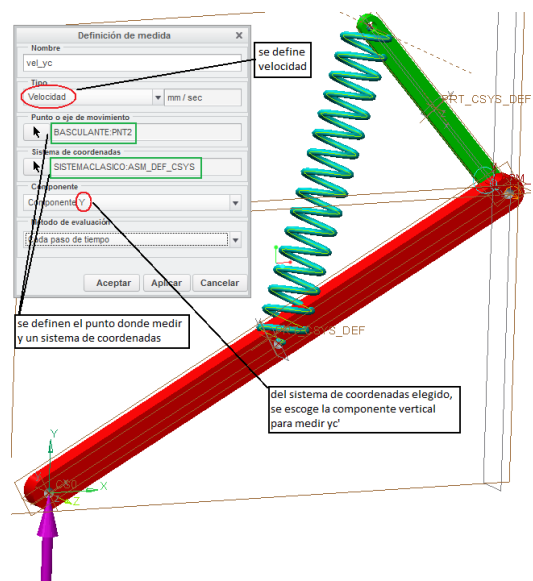 Definición de medida
X
Nombre
vel_yc
Tipo
Velocidad
mm / sec
Punto o eje de movimiento
BASCULANTE:PNT2
Sistema de coordenadas
SISTEMACLASICO:ASM_DEF_CSYS
Componente
Componente Y
Método de evaluación
Cada paso de tiempo
Aceptar
Aplicar
Cancelar
se define
velocidad
se definen el punto donde medir
y un sistema de coordenadas
del sistema de coordenadas elegido,
se escoge la componente vertical
para medir yc'
PRT_CSYS_DEF
CSYS_DEF
Y
CS0
X
Z